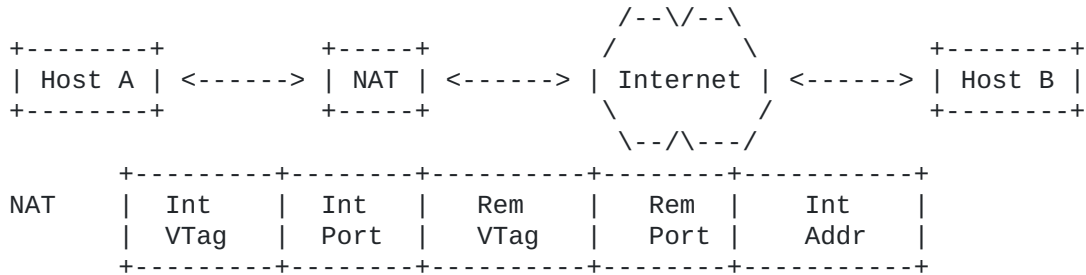 /--\/--\
+--------+          +-----+          /        \           +--------+
| Host A | <------> | NAT | <------> | Internet | <------> | Host B |
+--------+          +-----+          \         /          +--------+
                                      \--/\---/
       +---------+--------+----------+--------+-----------+
NAT    |  Int    |  Int   |   Rem    |   Rem  |    Int    |
       |  VTag   |  Port  |   VTag   |   Port |    Addr   |
       +---------+--------+----------+--------+-----------+